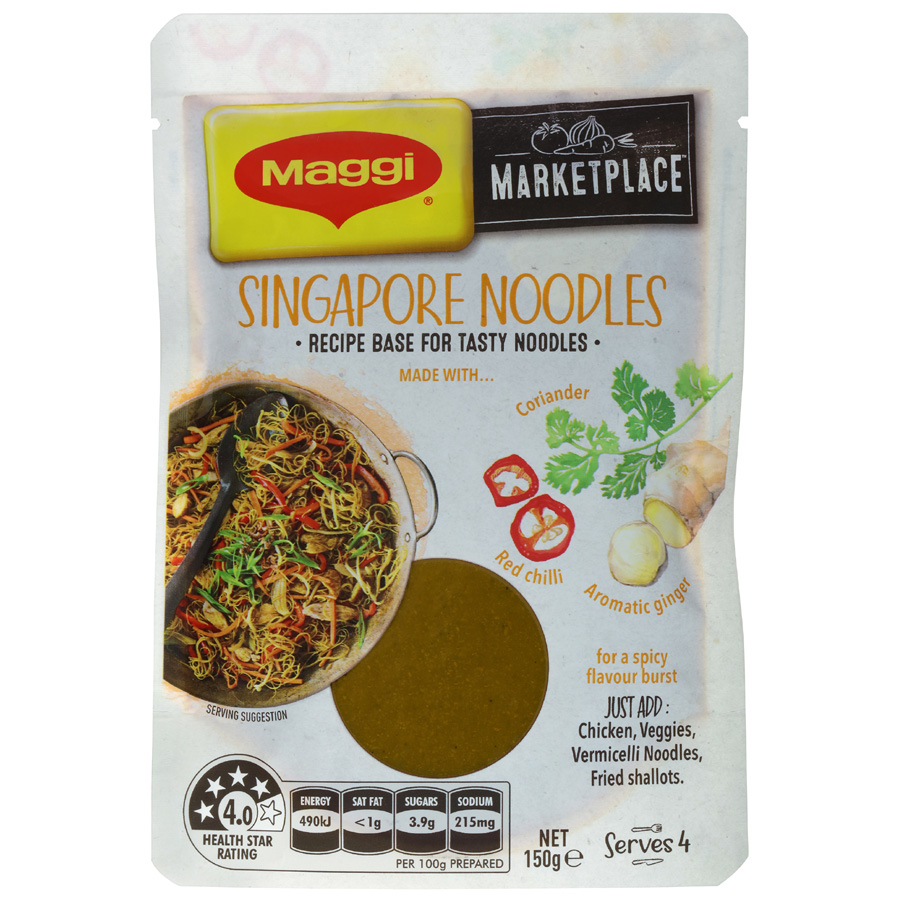 Maggi®
MARKETPLACE™
SINGAPORE NOODLES
• RECIPE BASE FOR TASTY NOODLES •
MADE WITH...
Coriander
Red chilli
Aromatic ginger
for a spicy
flavour burst
JUST ADD :
Chicken, Veggies,
Vermicelli Noodles,
Fried shallots.
SERVING SUGGESTION
4.0
HEALTH STAR
RATING
ENERGY SAT FAT SUGARS SODIUM
490kJ <1g 3.9g 215mg
PER 100g PREPARED
NET
150g℮
Serves 4